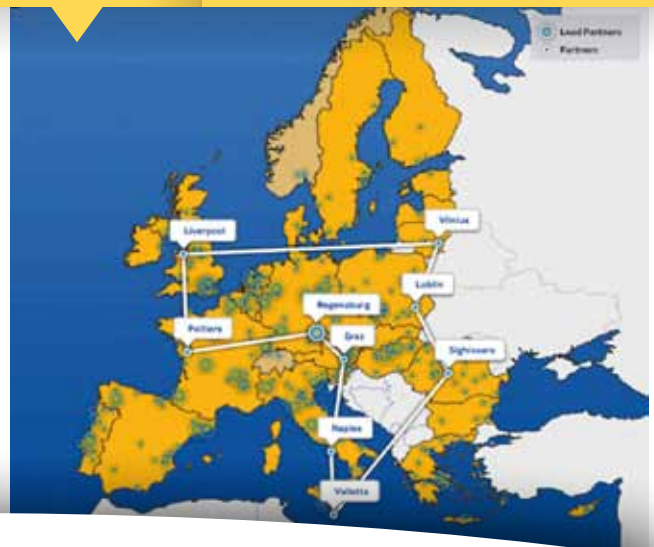 Lead Partners
Partners
Liverpool
Vilnius
Lublin
Regensburg
Poitiers
Graz
Sighisoara
Naples
Valletta